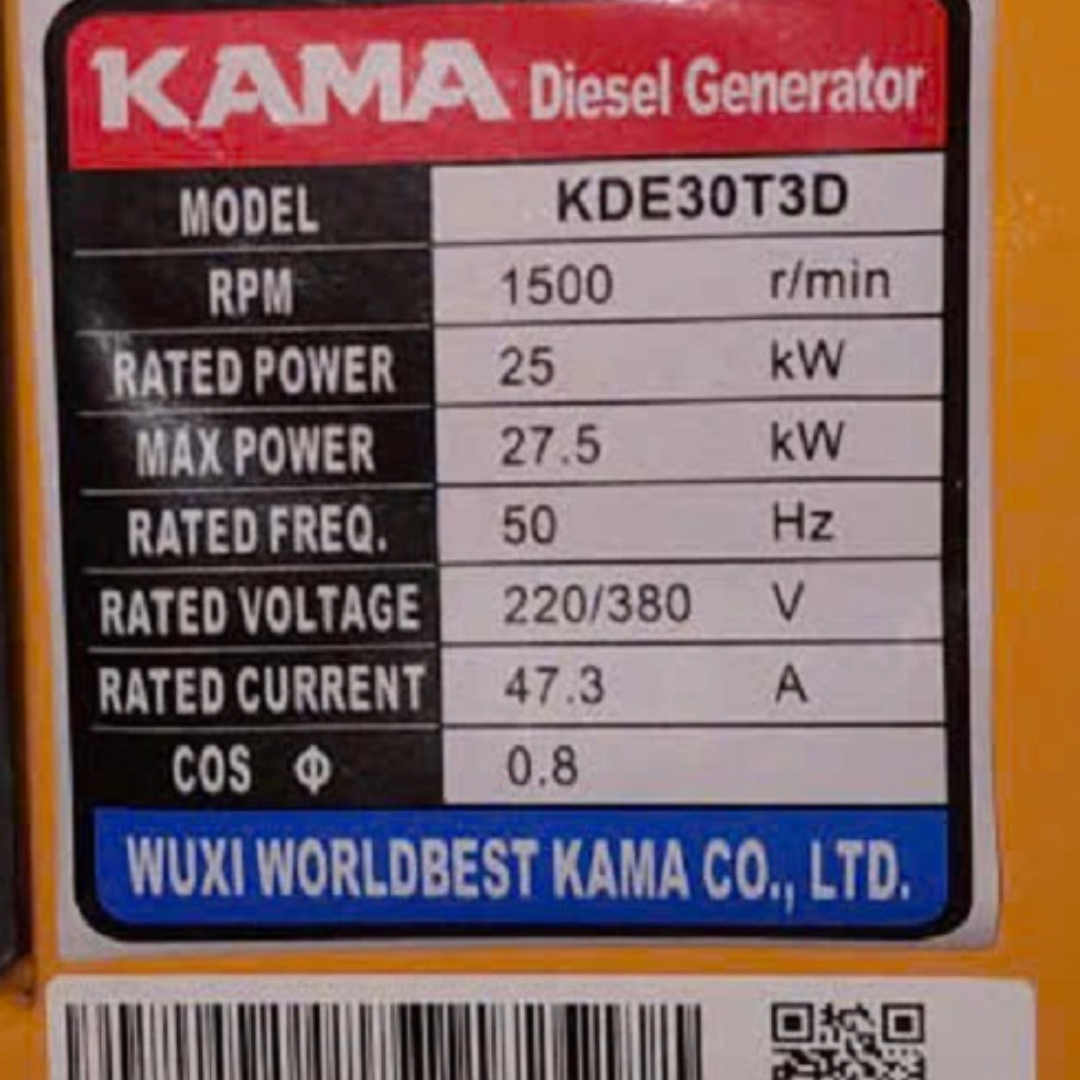 KAMA Diesel Generator
MODEL KDE30T3D
RPM 1500 r/min
RATED POWER 25 kW
MAX POWER 27.5 kW
RATED FREQ. 50 Hz
RATED VOLTAGE 220/380 V
RATED CURRENT 47.3 A
COS Φ 0.8
WUXI WORLDBEST KAMA CO., LTD.